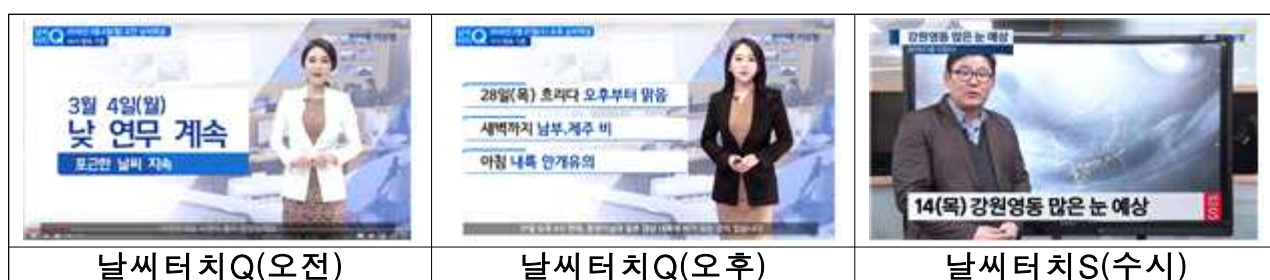 3월 4일(월)
낮 연무 계속
포근한 날씨 지속
28일(목) 흐리다 오후부터 맑음
새벽까지 남부,제주 비
아침 내륙 안개유의
강원영동 많은 눈 예상
14(목) 강원영동 많은 눈 예상
날씨터치Q(오전)
날씨터치Q(오후)
날씨터치S(수시)